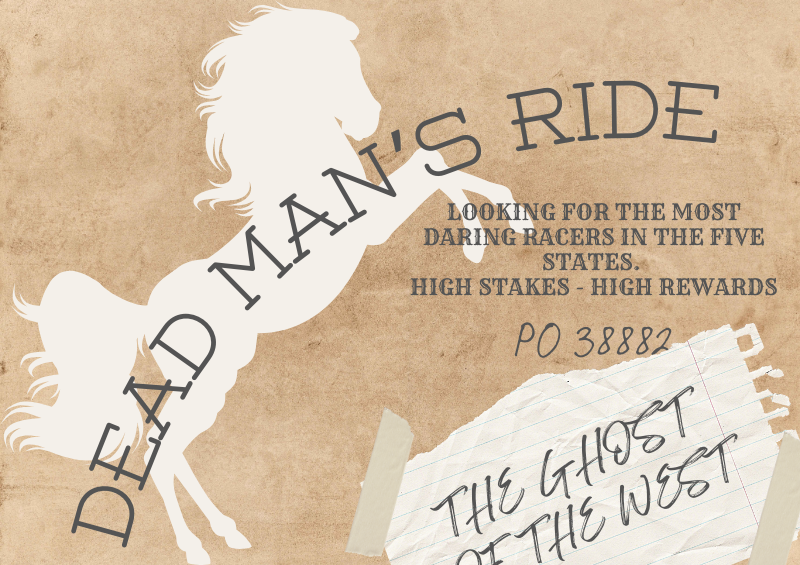 DEAD MAN'S RIDE
LOOKING FOR THE MOST
DARING RACERS IN THE FIVE
STATES.
HIGH STAKES - HIGH REWARDS
PO 38882
THE GHOST
OF THE WEST